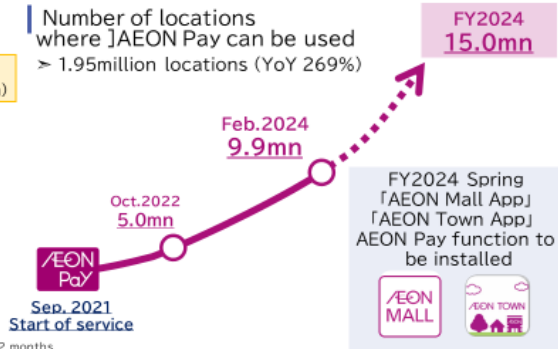 Number of locations
where ]AEON Pay can be used
➢ 1.95million locations (YoY 269%)
FY2024
15.0mn
Feb.2024
9.9mn
Oct.2022
5.0mn
ÆON
Pay
Sep. 2021
Start of service
FY2024 Spring
「AEON Mall App」
「AEON Town App」
AEON Pay function to
be installed
ÆON
MALL
ÆON TOWN
months